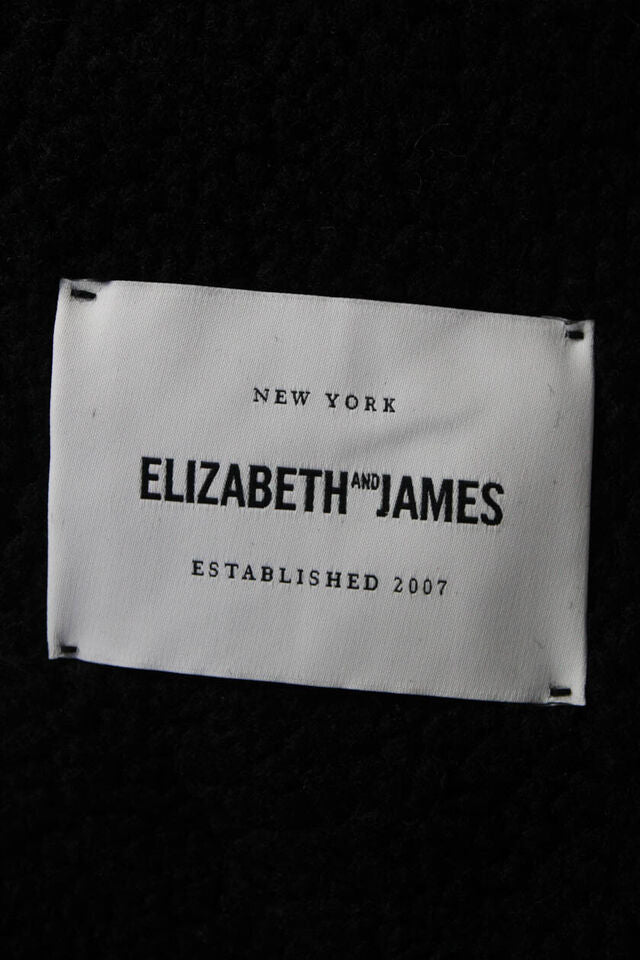 NEW YORK
ELIZABETH AND JAMES
ESTABLISHED 2007